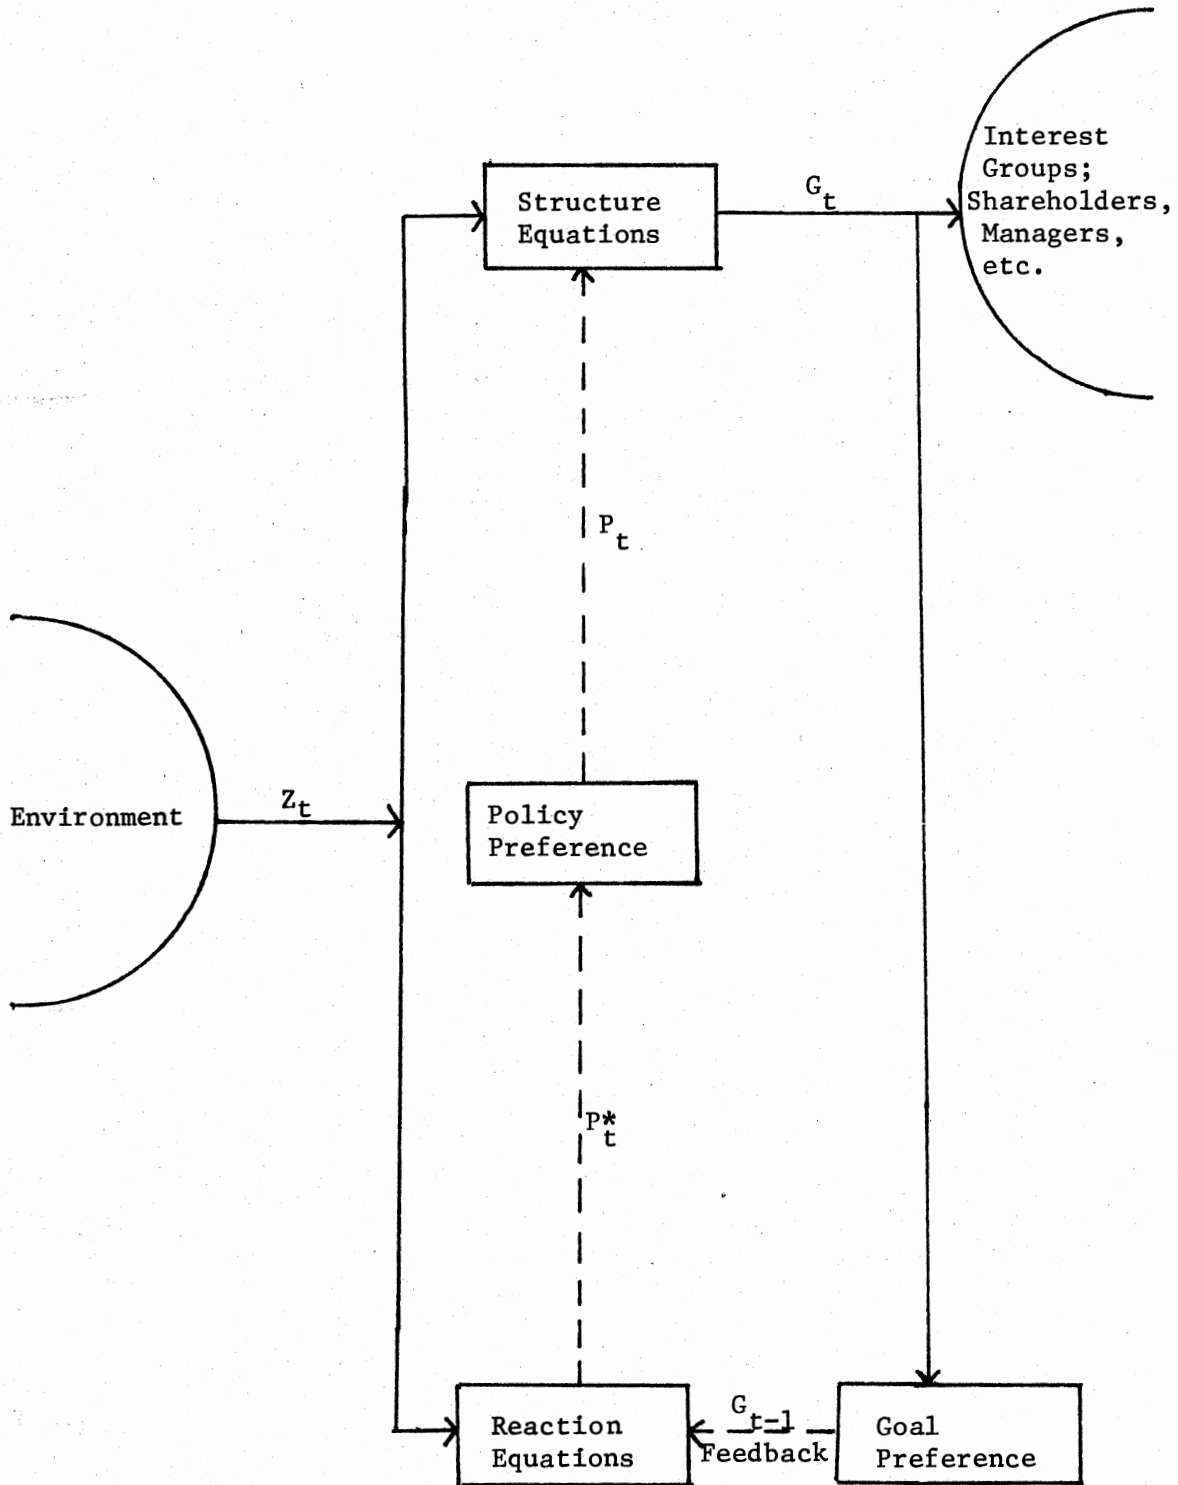 Interest
Groups;
Shareholders,
Managers,
etc.
Structure
Equations
G_t
P_t
Environment
Z_t
Policy
Preference
P*_t
Reaction
Equations
G_t-1
Feedback
Goal
Preference